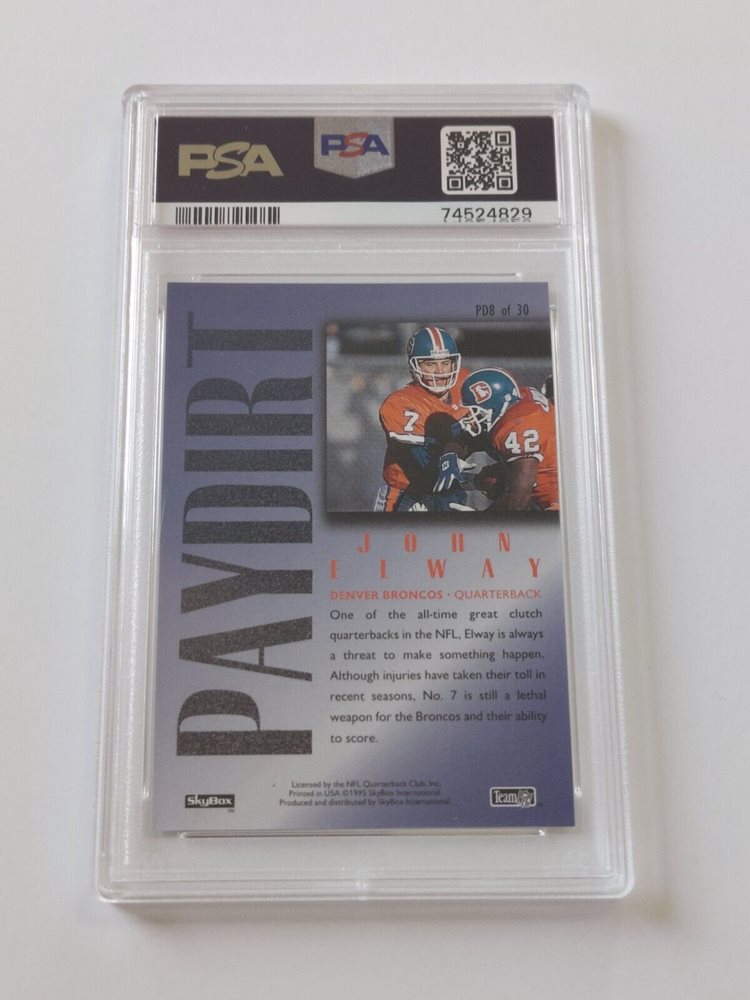 PSA
PSA
74524829
PD8 of 30
PAYDIRT
7
42
JOHN
ELWAY
DENVER BRONCOS · QUARTERBACK
One of the all-time great clutch
quarterbacks in the NFL, Elway is always
a threat to make something happen.
Although injuries have taken their toll in
recent seasons, No. 7 is still a lethal
weapon for the Broncos and their ability
to score.
Licensed by the NFL Quarterback Club, Inc.
Printed in USA ©1995 SkyBox International
Produced and distributed by SkyBox International.
SkyBox
TM
Team NFL